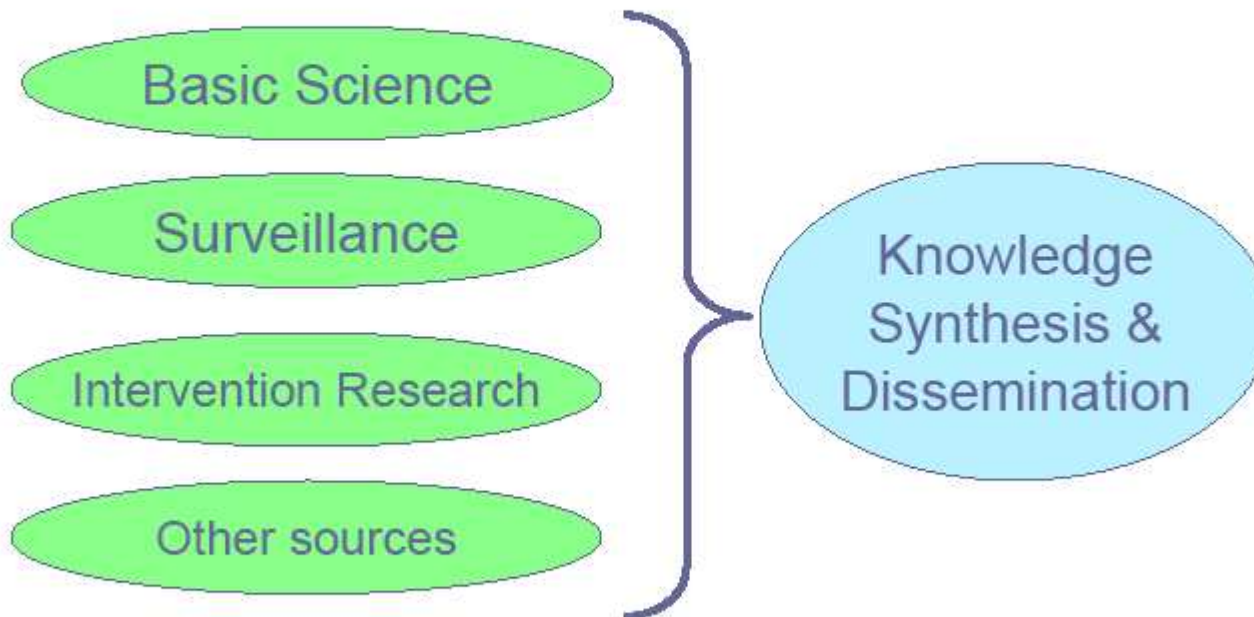 Basic Science
Surveillance
Intervention Research
Other sources
Knowledge
Synthesis &
Dissemination